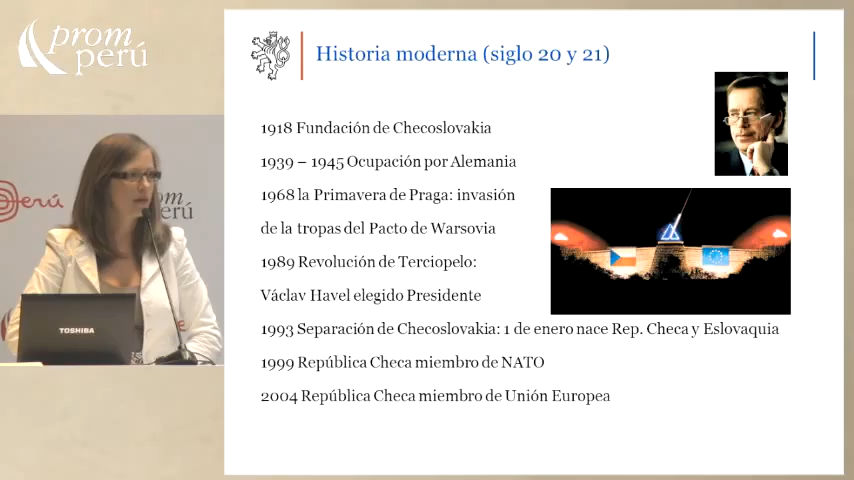 prom
perú
Historia moderna (siglo 20 y 21)
1918 Fundación de Checoslovakia
1939 – 1945 Ocupación por Alemania
1968 la Primavera de Praga: invasión
de la tropas del Pacto de Warsovia
1989 Revolución de Terciopelo:
Václav Havel elegido Presidente
1993 Separación de Checoslovakia: 1 de enero nace Rep. Checa y Eslovaquia
1999 República Checa miembro de NATO
2004 República Checa miembro de Unión Europea
Perú
perú
TOSHIBA